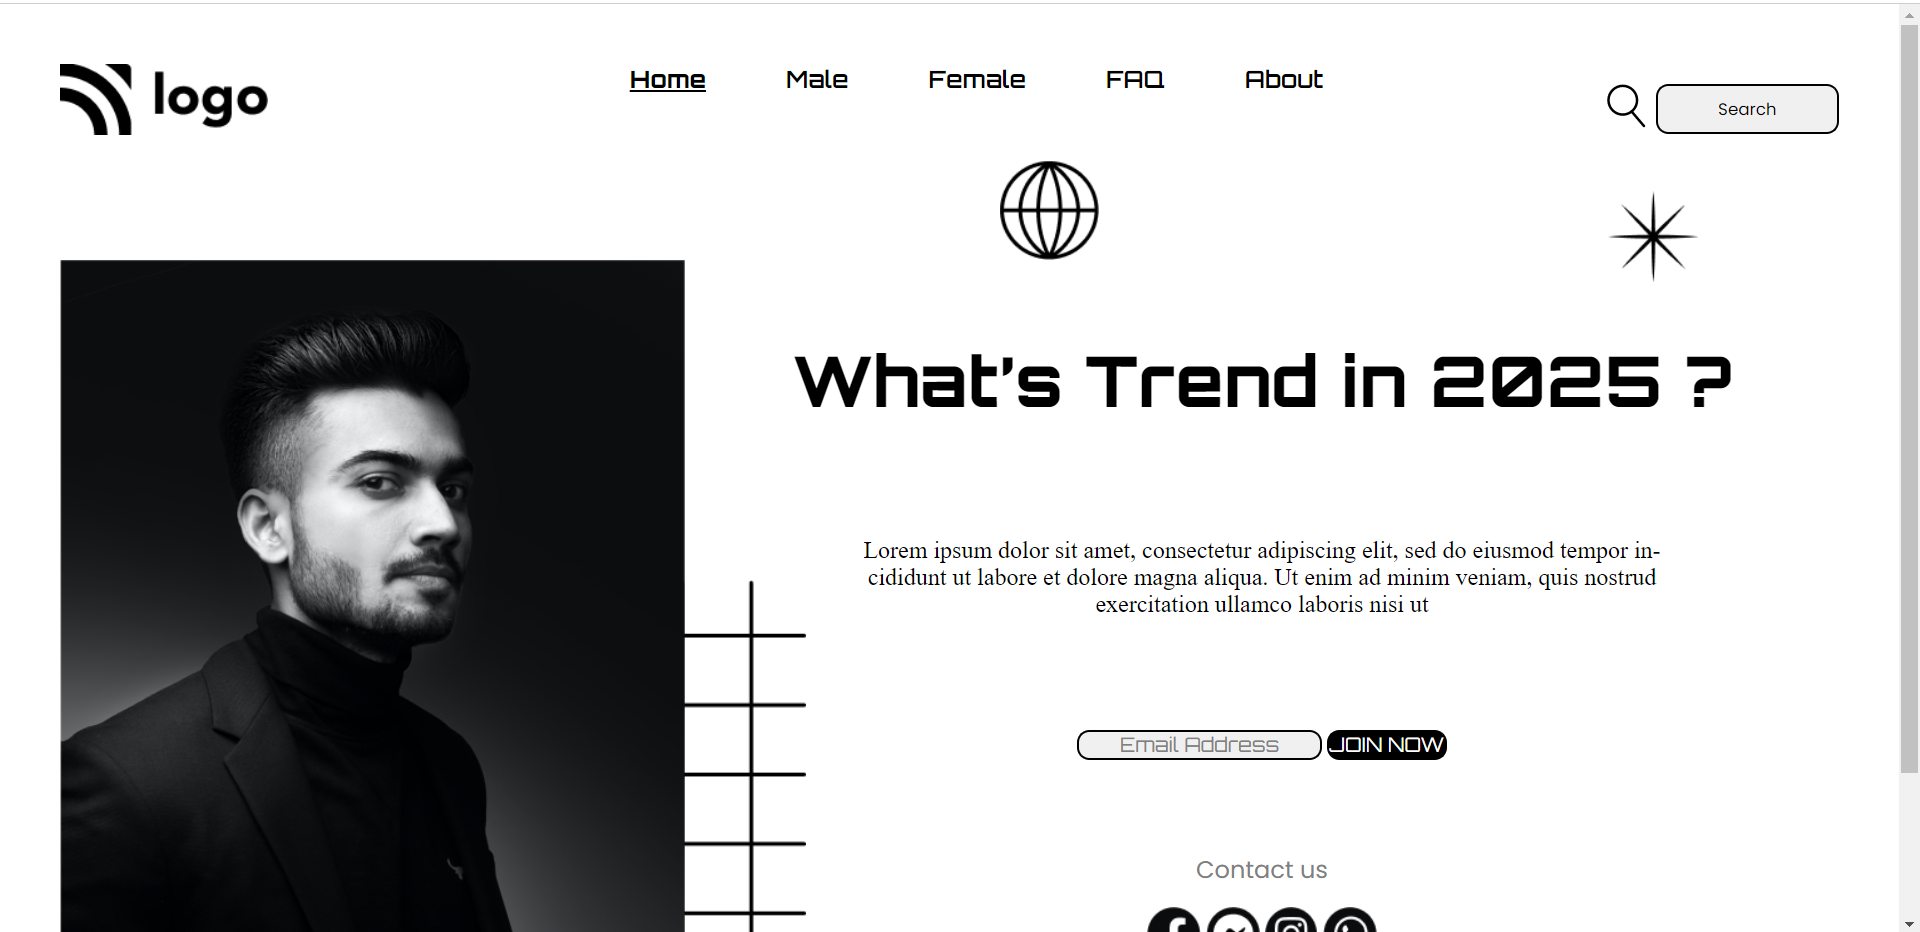 logo
Home Male Female FAQ About
Search
What's Trend in 2025 ?
Lorem ipsum dolor sit amet, consectetur adipiscing elit, sed do eiusmod tempor in-
cididunt ut labore et dolore magna aliqua. Ut enim ad minim veniam, quis nostrud
exercitation ullamco laboris nisi ut
Email Address JOIN NOW
Contact us